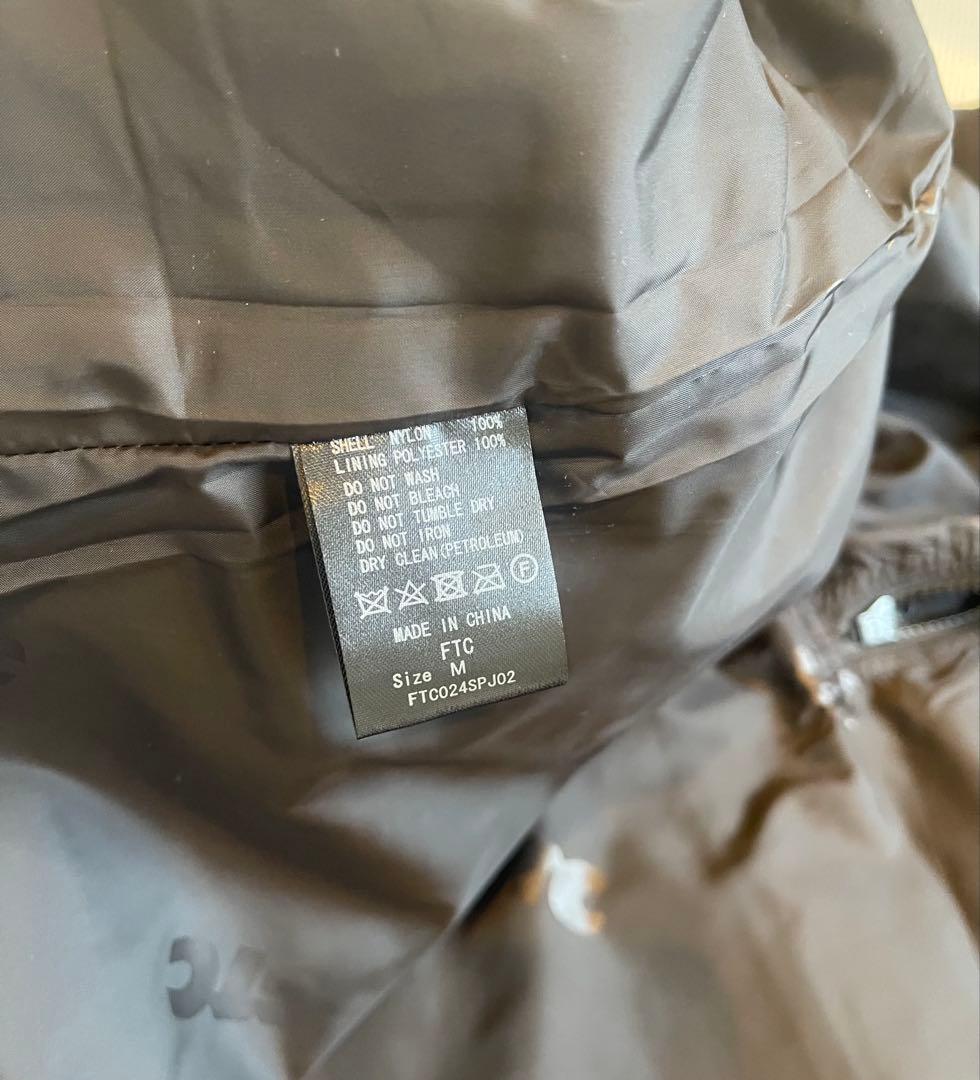 SHELL NYLON 100%
LINING POLYESTER 100%
DO NOT WASH
DO NOT BLEACH
DO NOT TUMBLE DRY
DO NOT IRON
DRY CLEAN(PETROLEUM)
F
MADE IN CHINA
FTC
Size M
FTC024SPJ02